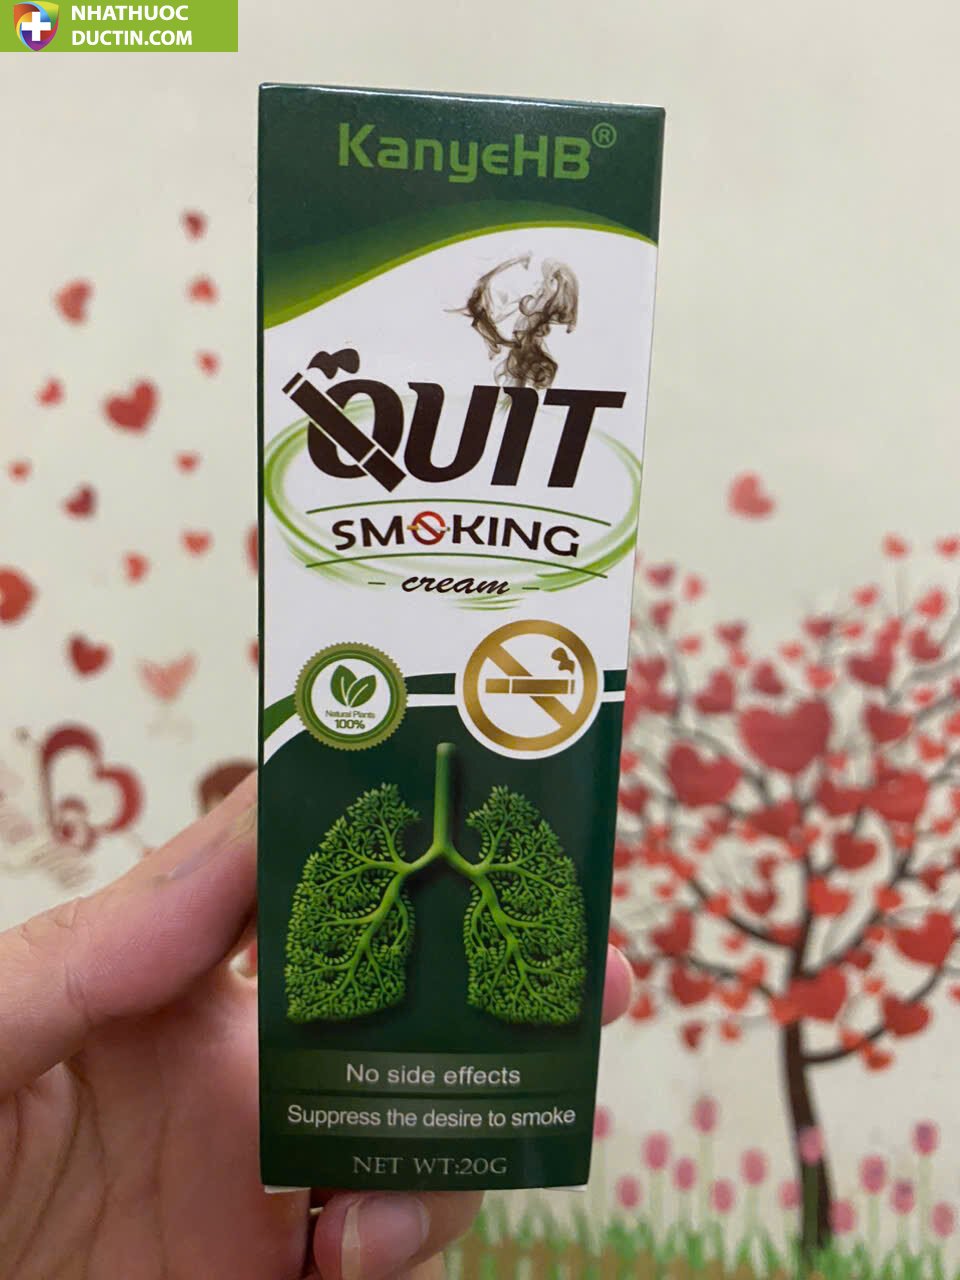 NHATHUOC
DUCTIN.COM
KanyeHB®
QUIT
SMOKING
- cream -
Natural Plants
100%
No side effects
Suppress the desire to smoke
NET WT:20G